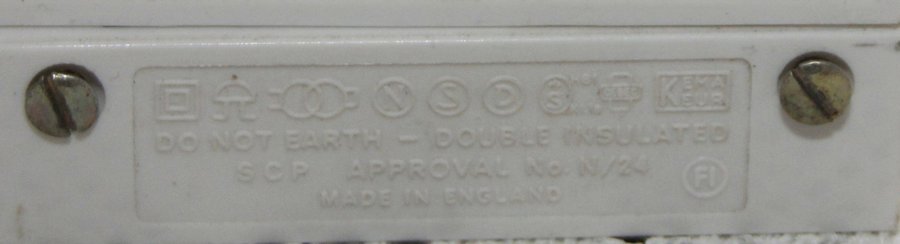 N S D KEMA
KEUR
DO NOT EARTH – DOUBLE INSULATED
SCP APPROVAL No. N/24
FI
MADE IN ENGLAND